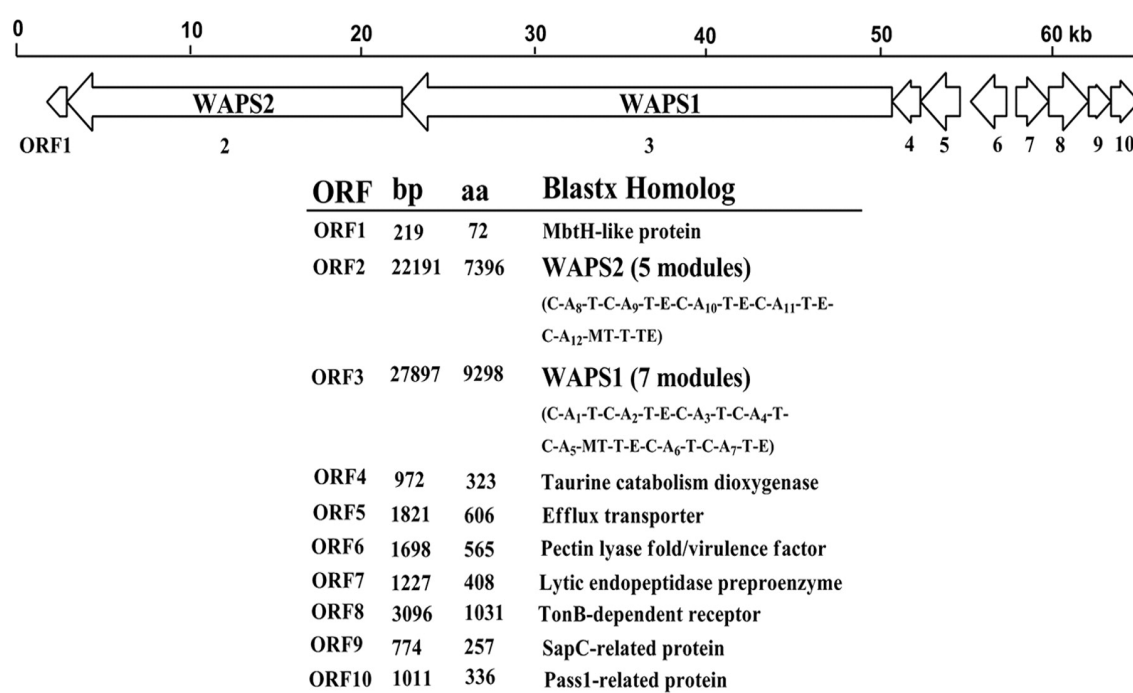 0 10 20 30 40 50 60 kb
WAPS2 WAPS1
ORF1 2 3 4 5 6 7 8 9 10
ORF bp aa Blastx Homolog
ORF1 219 72 MbtH-like protein
ORF2 22191 7396 WAPS2 (5 modules)
(C-A8-T-C-A9-T-E-C-A10-T-E-C-A11-T-E-
C-A12-MT-T-TE)
ORF3 27897 9298 WAPS1 (7 modules)
(C-A1-T-C-A2-T-E-C-A3-T-C-A4-T-
C-A5-MT-T-E-C-A6-T-C-A7-T-E)
ORF4 972 323 Taurine catabolism dioxygenase
ORF5 1821 606 Efflux transporter
ORF6 1698 565 Pectin lyase fold/virulence factor
ORF7 1227 408 Lytic endopeptidase preproenzyme
ORF8 3096 1031 TonB-dependent receptor
ORF9 774 257 SapC-related protein
ORF10 1011 336 Pass1-related protein